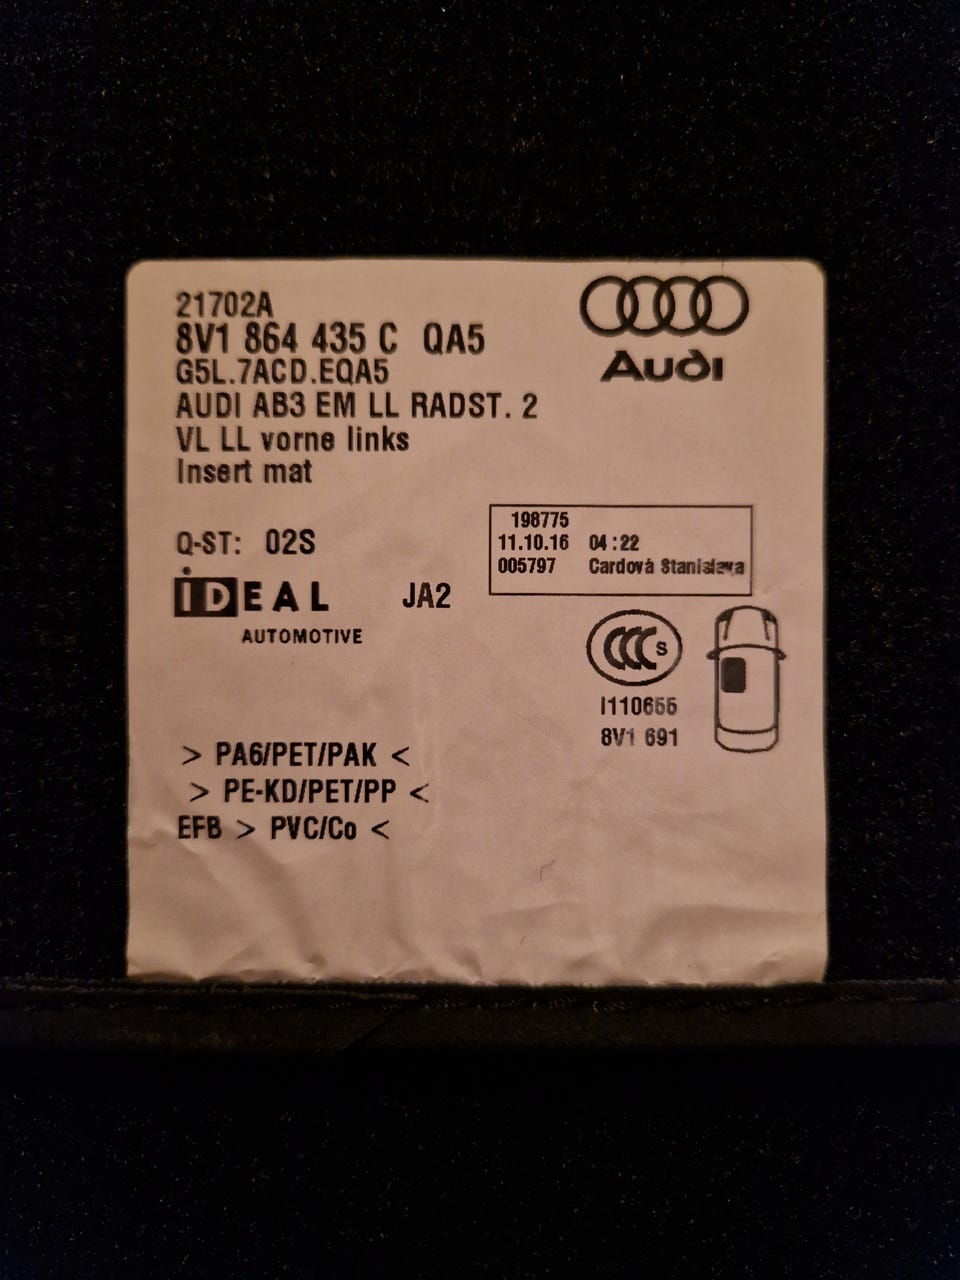 21702A
8V1 864 435 C QA5
G5L.7ACD.EQA5
AUDI AB3 EM LL RADST. 2
VL LL vorne links
Insert mat
Audi
198775
11.10.16 04:22
005797 Cardová Stanislava
Q-ST: 02S
IDEAL JA2
AUTOMOTIVE
CCC S
I110655
8V1 691
> PA6/PET/PAK <
> PE-KD/PET/PP <
EFB > PVC/Co <